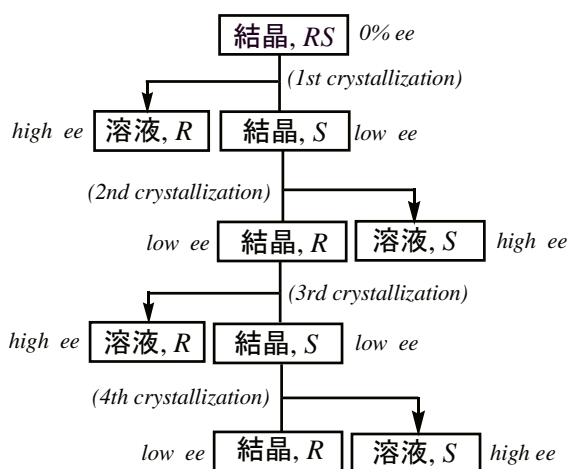 結晶, RS 0% ee
(1st crystallization)
high ee 溶液, R 結晶, S low ee
(2nd crystallization)
low ee 結晶, R 溶液, S high ee
(3rd crystallization)
high ee 溶液, R 結晶, S low ee
(4th crystallization)
low ee 結晶, R 溶液, S high ee